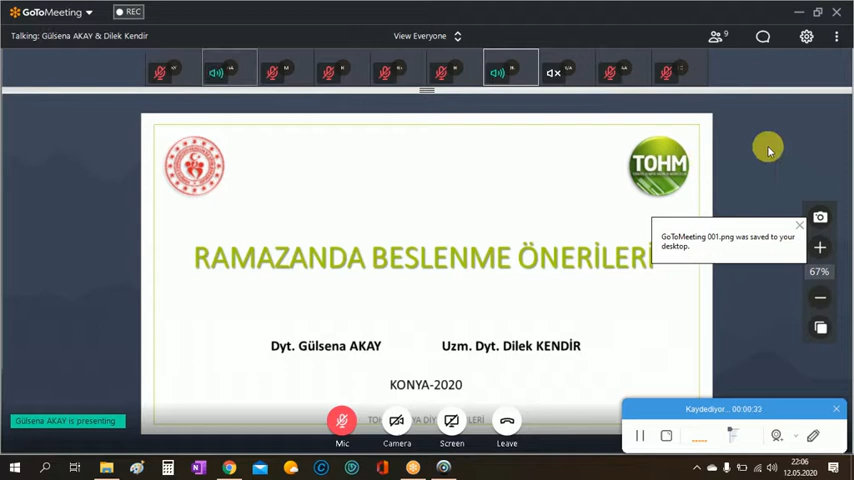 GoToMeeting
REC
Talking: Gülsena AKAY & Dilek Kendir
View Everyone
9
TOHM
GoToMeeting 001.png was saved to your
desktop.
67%
RAMAZANDA BESLENME ÖNERİLERİ
Dyt. Gülsena AKAY
Uzm. Dyt. Dilek KENDİR
KONYA-2020
Gülsena AKAY is presenting
Mic
Camera
Screen
Leave
Kaydediyor... 00:00:33
22:06
12.05.2020